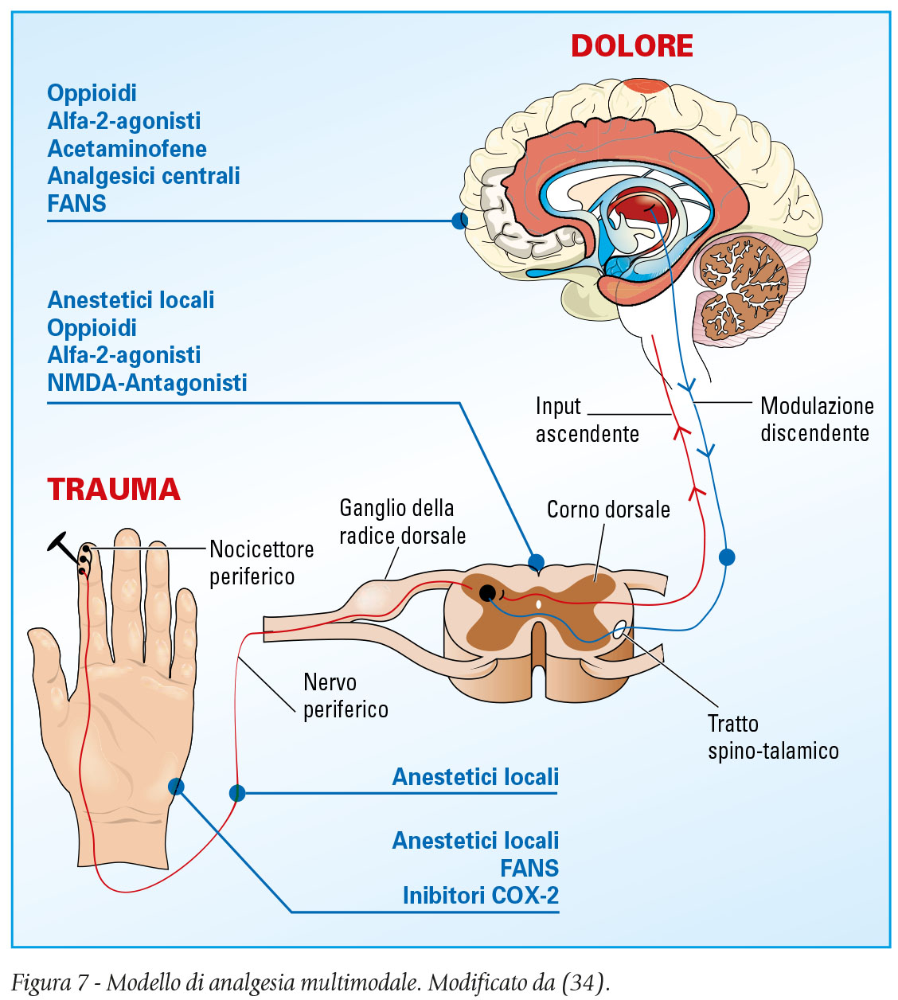 DOLORE
Oppioidi
Alfa-2-agonisti
Acetaminofene
Analgesici centrali
FANS
Anestetici locali
Oppioidi
Alfa-2-agonisti
NMDA-Antagonisti
Input
ascendente
Modulazione
discendente
TRAUMA
Nocicettore
periferico
Ganglio della
radice dorsale
Corno dorsale
Nervo
periferico
Tratto
spino-talamico
Anestetici locali
Anestetici locali
FANS
Inibitori COX-2
Figura 7 - Modello di analgesia multimodale. Modificato da (34).